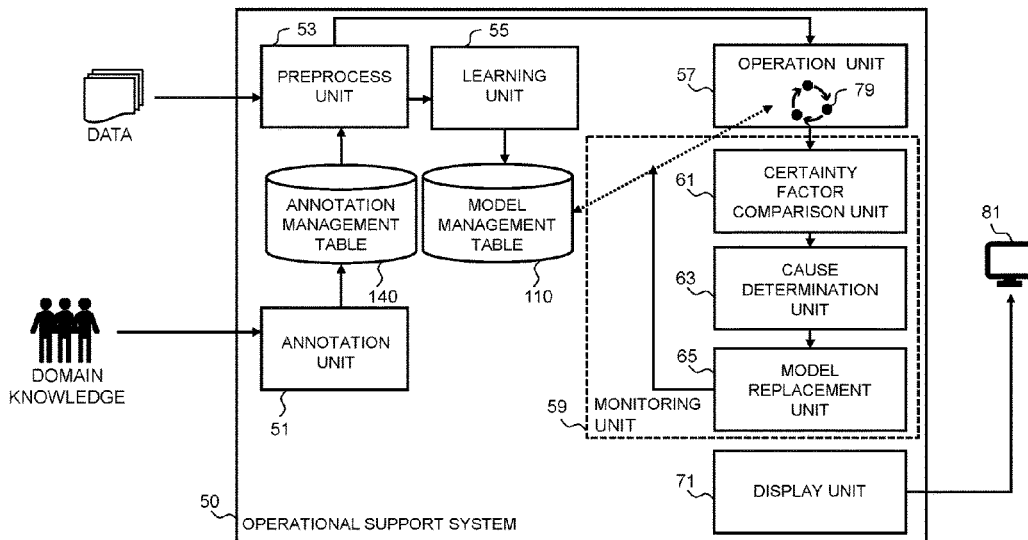 53
PREPROCESS
UNIT
55
LEARNING
UNIT
OPERATION UNIT
57
79
DATA
ANNOTATION
MANAGEMENT
TABLE
140
MODEL
MANAGEMENT
TABLE
110
61
CERTAINTY
FACTOR
COMPARISON UNIT
81
63
CAUSE
DETERMINATION
UNIT
DOMAIN
KNOWLEDGE
ANNOTATION
UNIT
51
65
MODEL
REPLACEMENT
UNIT
59
MONITORING
UNIT
71
DISPLAY UNIT
50
OPERATIONAL SUPPORT SYSTEM